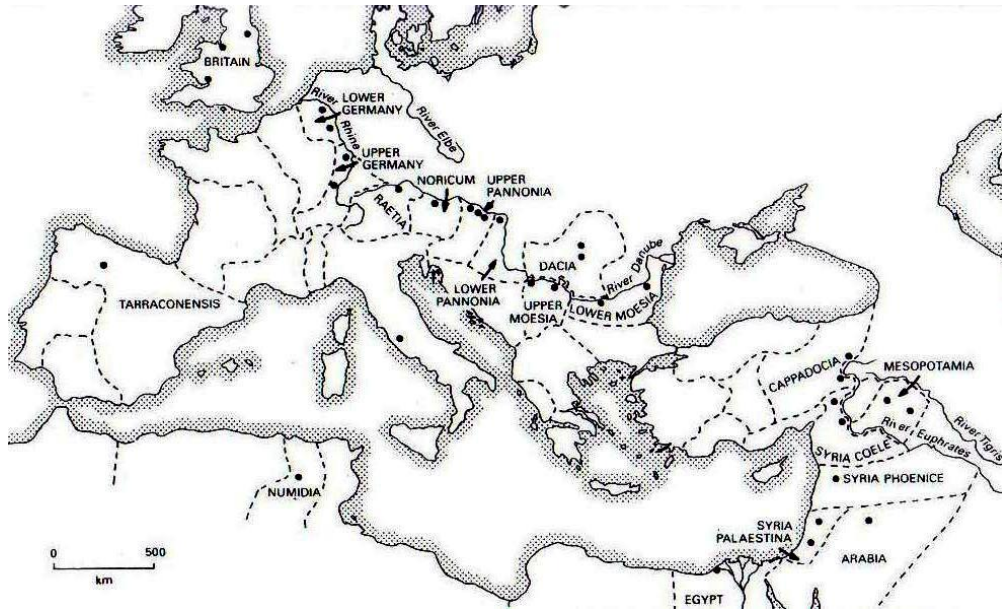 BRITAIN
River Rhine
LOWER
GERMANY
River Elbe
UPPER
GERMANY
NORICUM
UPPER
PANNONIA
RAETIA
DACIA
River Danube
LOWER
PANNONIA
UPPER
MOESIA
LOWER MOESIA
TARRACONENSIS
CAPPADOCIA
MESOPOTAMIA
River Tigris
River Euphrates
SYRIA COELE
SYRIA PHOENICE
NUMIDIA
SYRIA
PALAESTINA
ARABIA
EGYPT
0 500
km